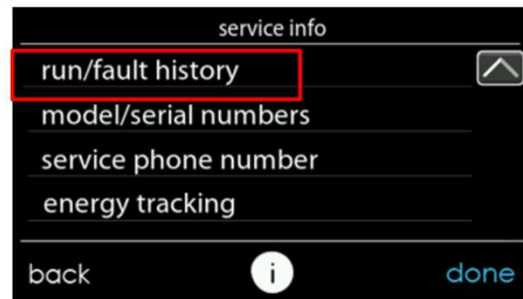 service info
run/fault history
model/serial numbers
service phone number
energy tracking
back
i
done